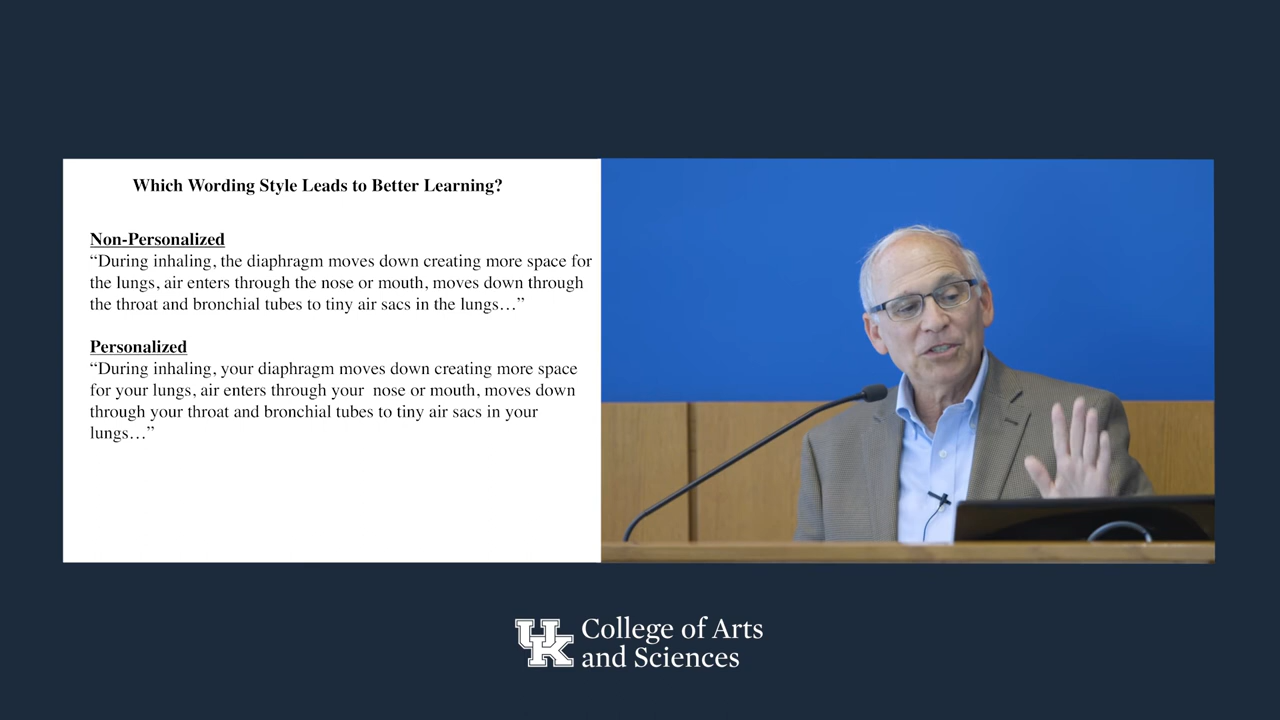 Which Wording Style Leads to Better Learning?
Non-Personalized
“During inhaling, the diaphragm moves down creating more space for
the lungs, air enters through the nose or mouth, moves down through
the throat and bronchial tubes to tiny air sacs in the lungs…”
Personalized
“During inhaling, your diaphragm moves down creating more space
for your lungs, air enters through your  nose or mouth, moves down
through your throat and bronchial tubes to tiny air sacs in your
lungs…”
UK College of Arts
and Sciences